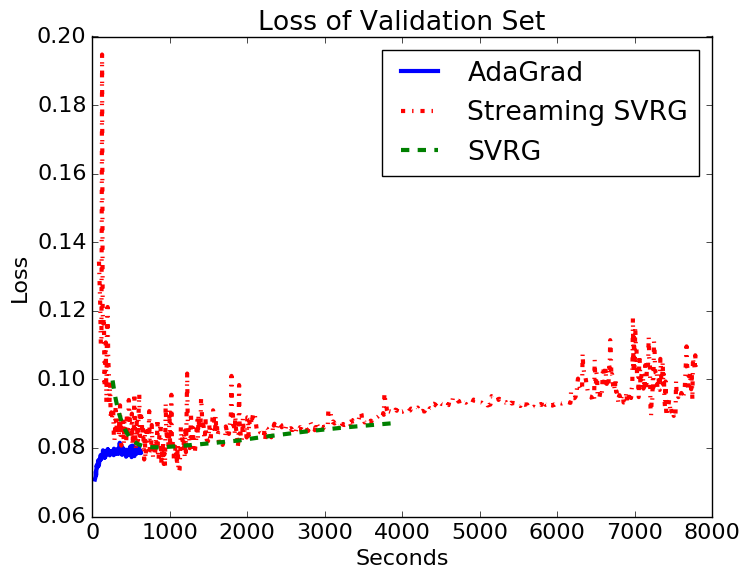 Loss of Validation Set
0.20
0.18
0.16
0.14
0.12
0.10
0.08
0.06
Loss
AdaGrad
Streaming SVRG
SVRG
0 1000 2000 3000 4000 5000 6000 7000 8000
Seconds